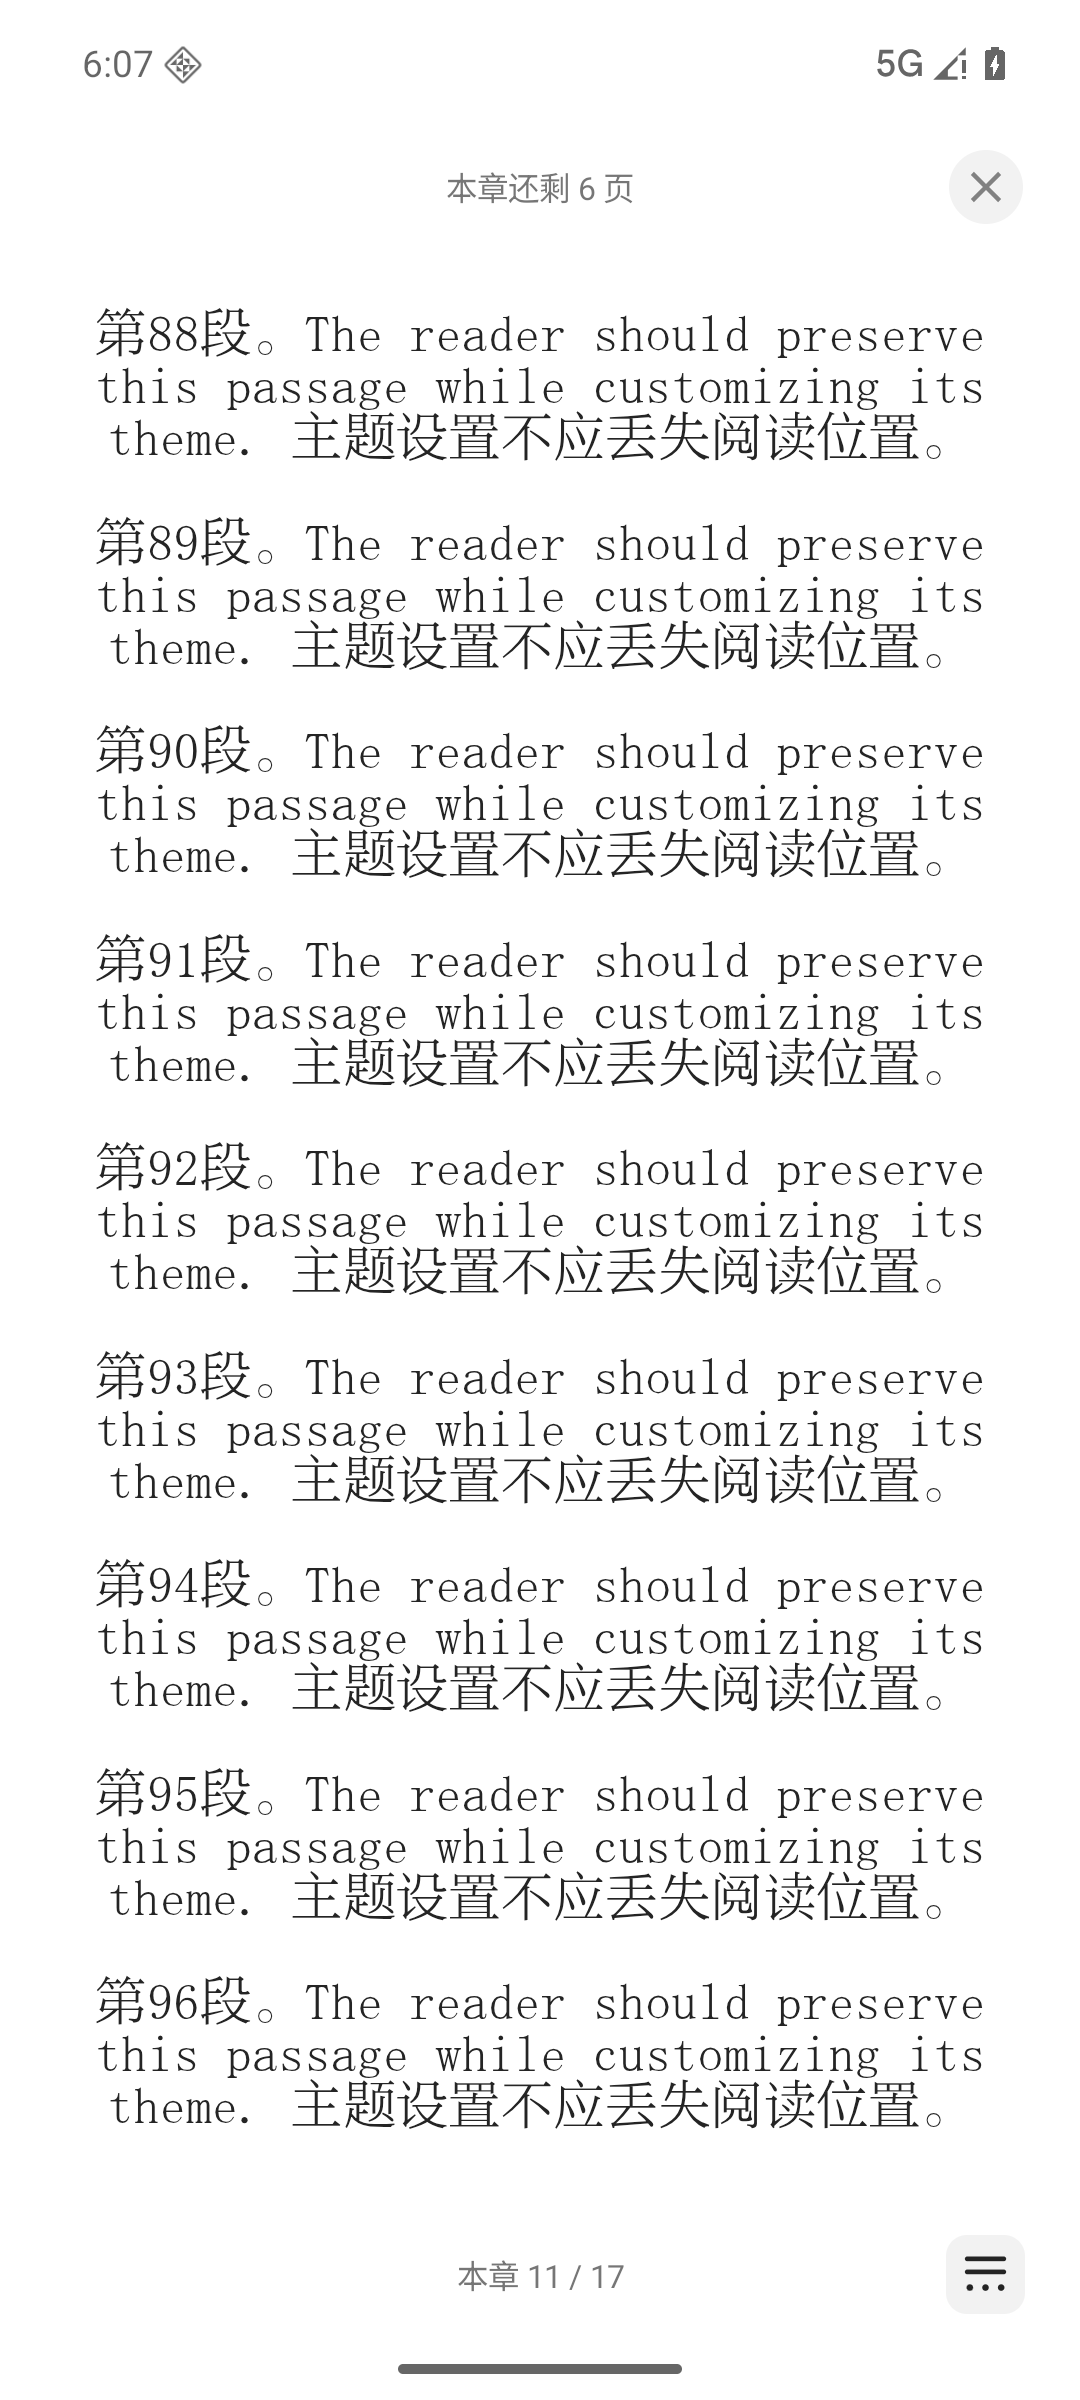 6:07 5G
本章还剩 6 页
第88段。The reader should preserve
this passage while customizing its
theme. 主题设置不应丢失阅读位置。
第89段。The reader should preserve
this passage while customizing its
theme. 主题设置不应丢失阅读位置。
第90段。The reader should preserve
this passage while customizing its
theme. 主题设置不应丢失阅读位置。
第91段。The reader should preserve
this passage while customizing its
theme. 主题设置不应丢失阅读位置。
第92段。The reader should preserve
this passage while customizing its
theme. 主题设置不应丢失阅读位置。
第93段。The reader should preserve
this passage while customizing its
theme. 主题设置不应丢失阅读位置。
第94段。The reader should preserve
this passage while customizing its
theme. 主题设置不应丢失阅读位置。
第95段。The reader should preserve
this passage while customizing its
theme. 主题设置不应丢失阅读位置。
第96段。The reader should preserve
this passage while customizing its
theme. 主题设置不应丢失阅读位置。
本章 11 / 17